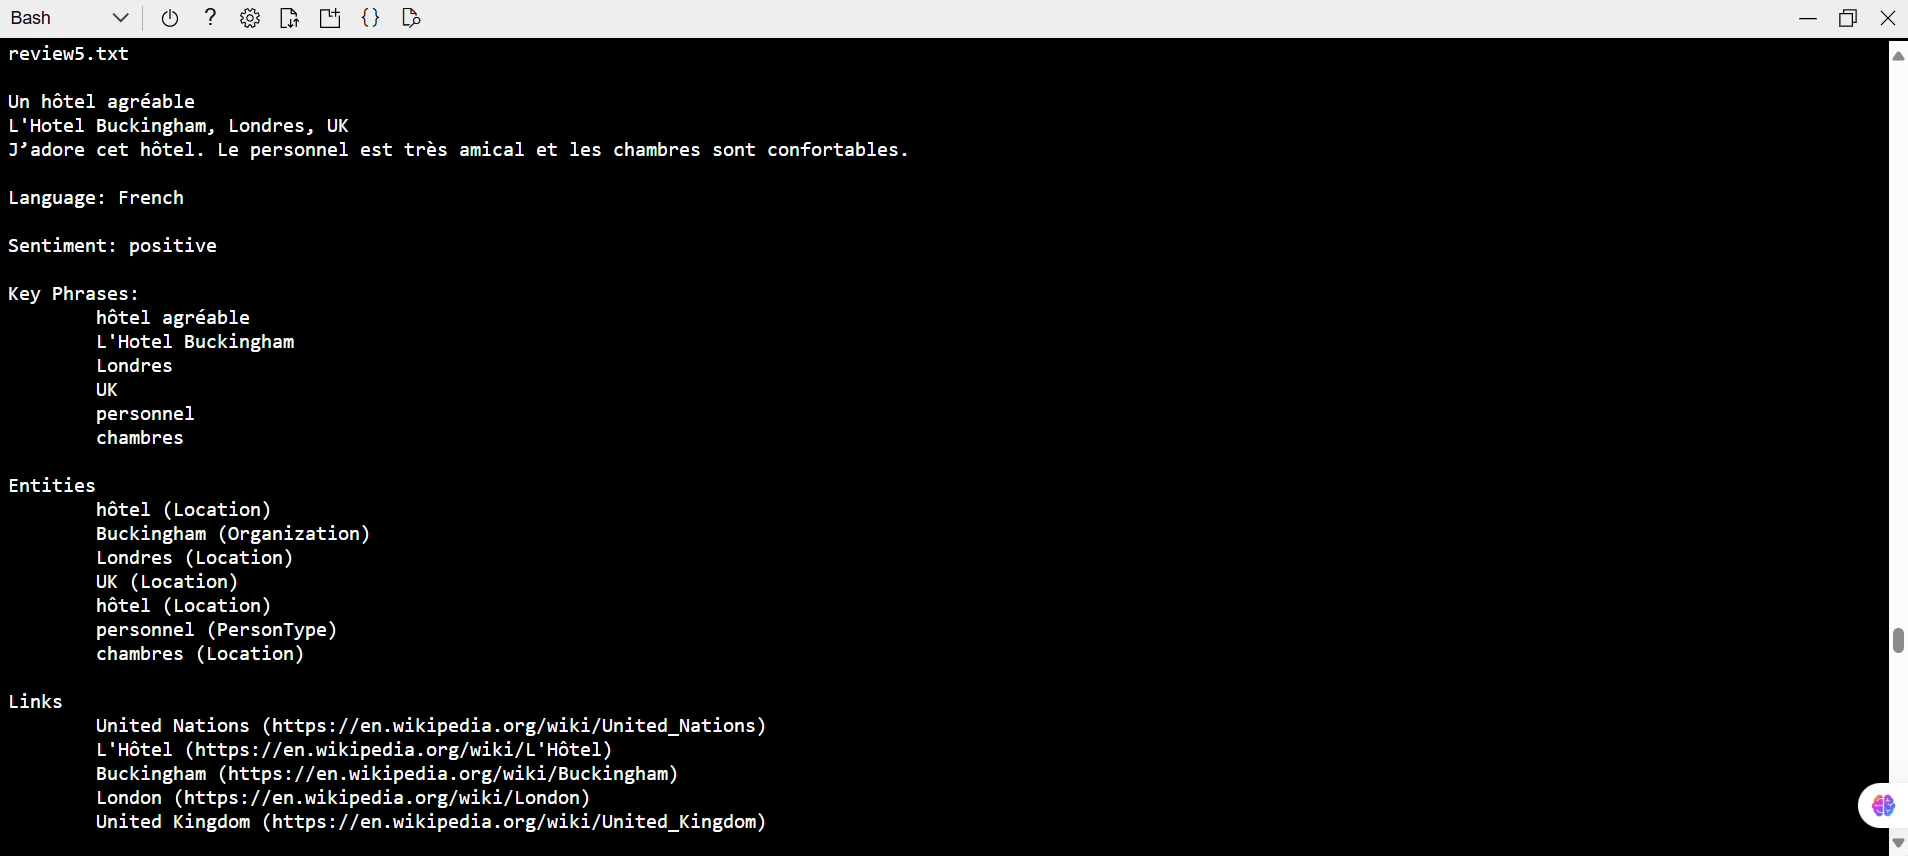 Bash
review5.txt
Un hôtel agréable
L'Hotel Buckingham, Londres, UK
J’adore cet hôtel. Le personnel est très amical et les chambres sont confortables.
Language: French
Sentiment: positive
Key Phrases:
hôtel agréable
L'Hotel Buckingham
Londres
UK
personnel
chambres
Entities
hôtel (Location)
Buckingham (Organization)
Londres (Location)
UK (Location)
hôtel (Location)
personnel (PersonType)
chambres (Location)
Links
United Nations (https://en.wikipedia.org/wiki/United_Nations)
L'Hôtel (https://en.wikipedia.org/wiki/L'Hôtel)
Buckingham (https://en.wikipedia.org/wiki/Buckingham)
London (https://en.wikipedia.org/wiki/London)
United Kingdom (https://en.wikipedia.org/wiki/United_Kingdom)